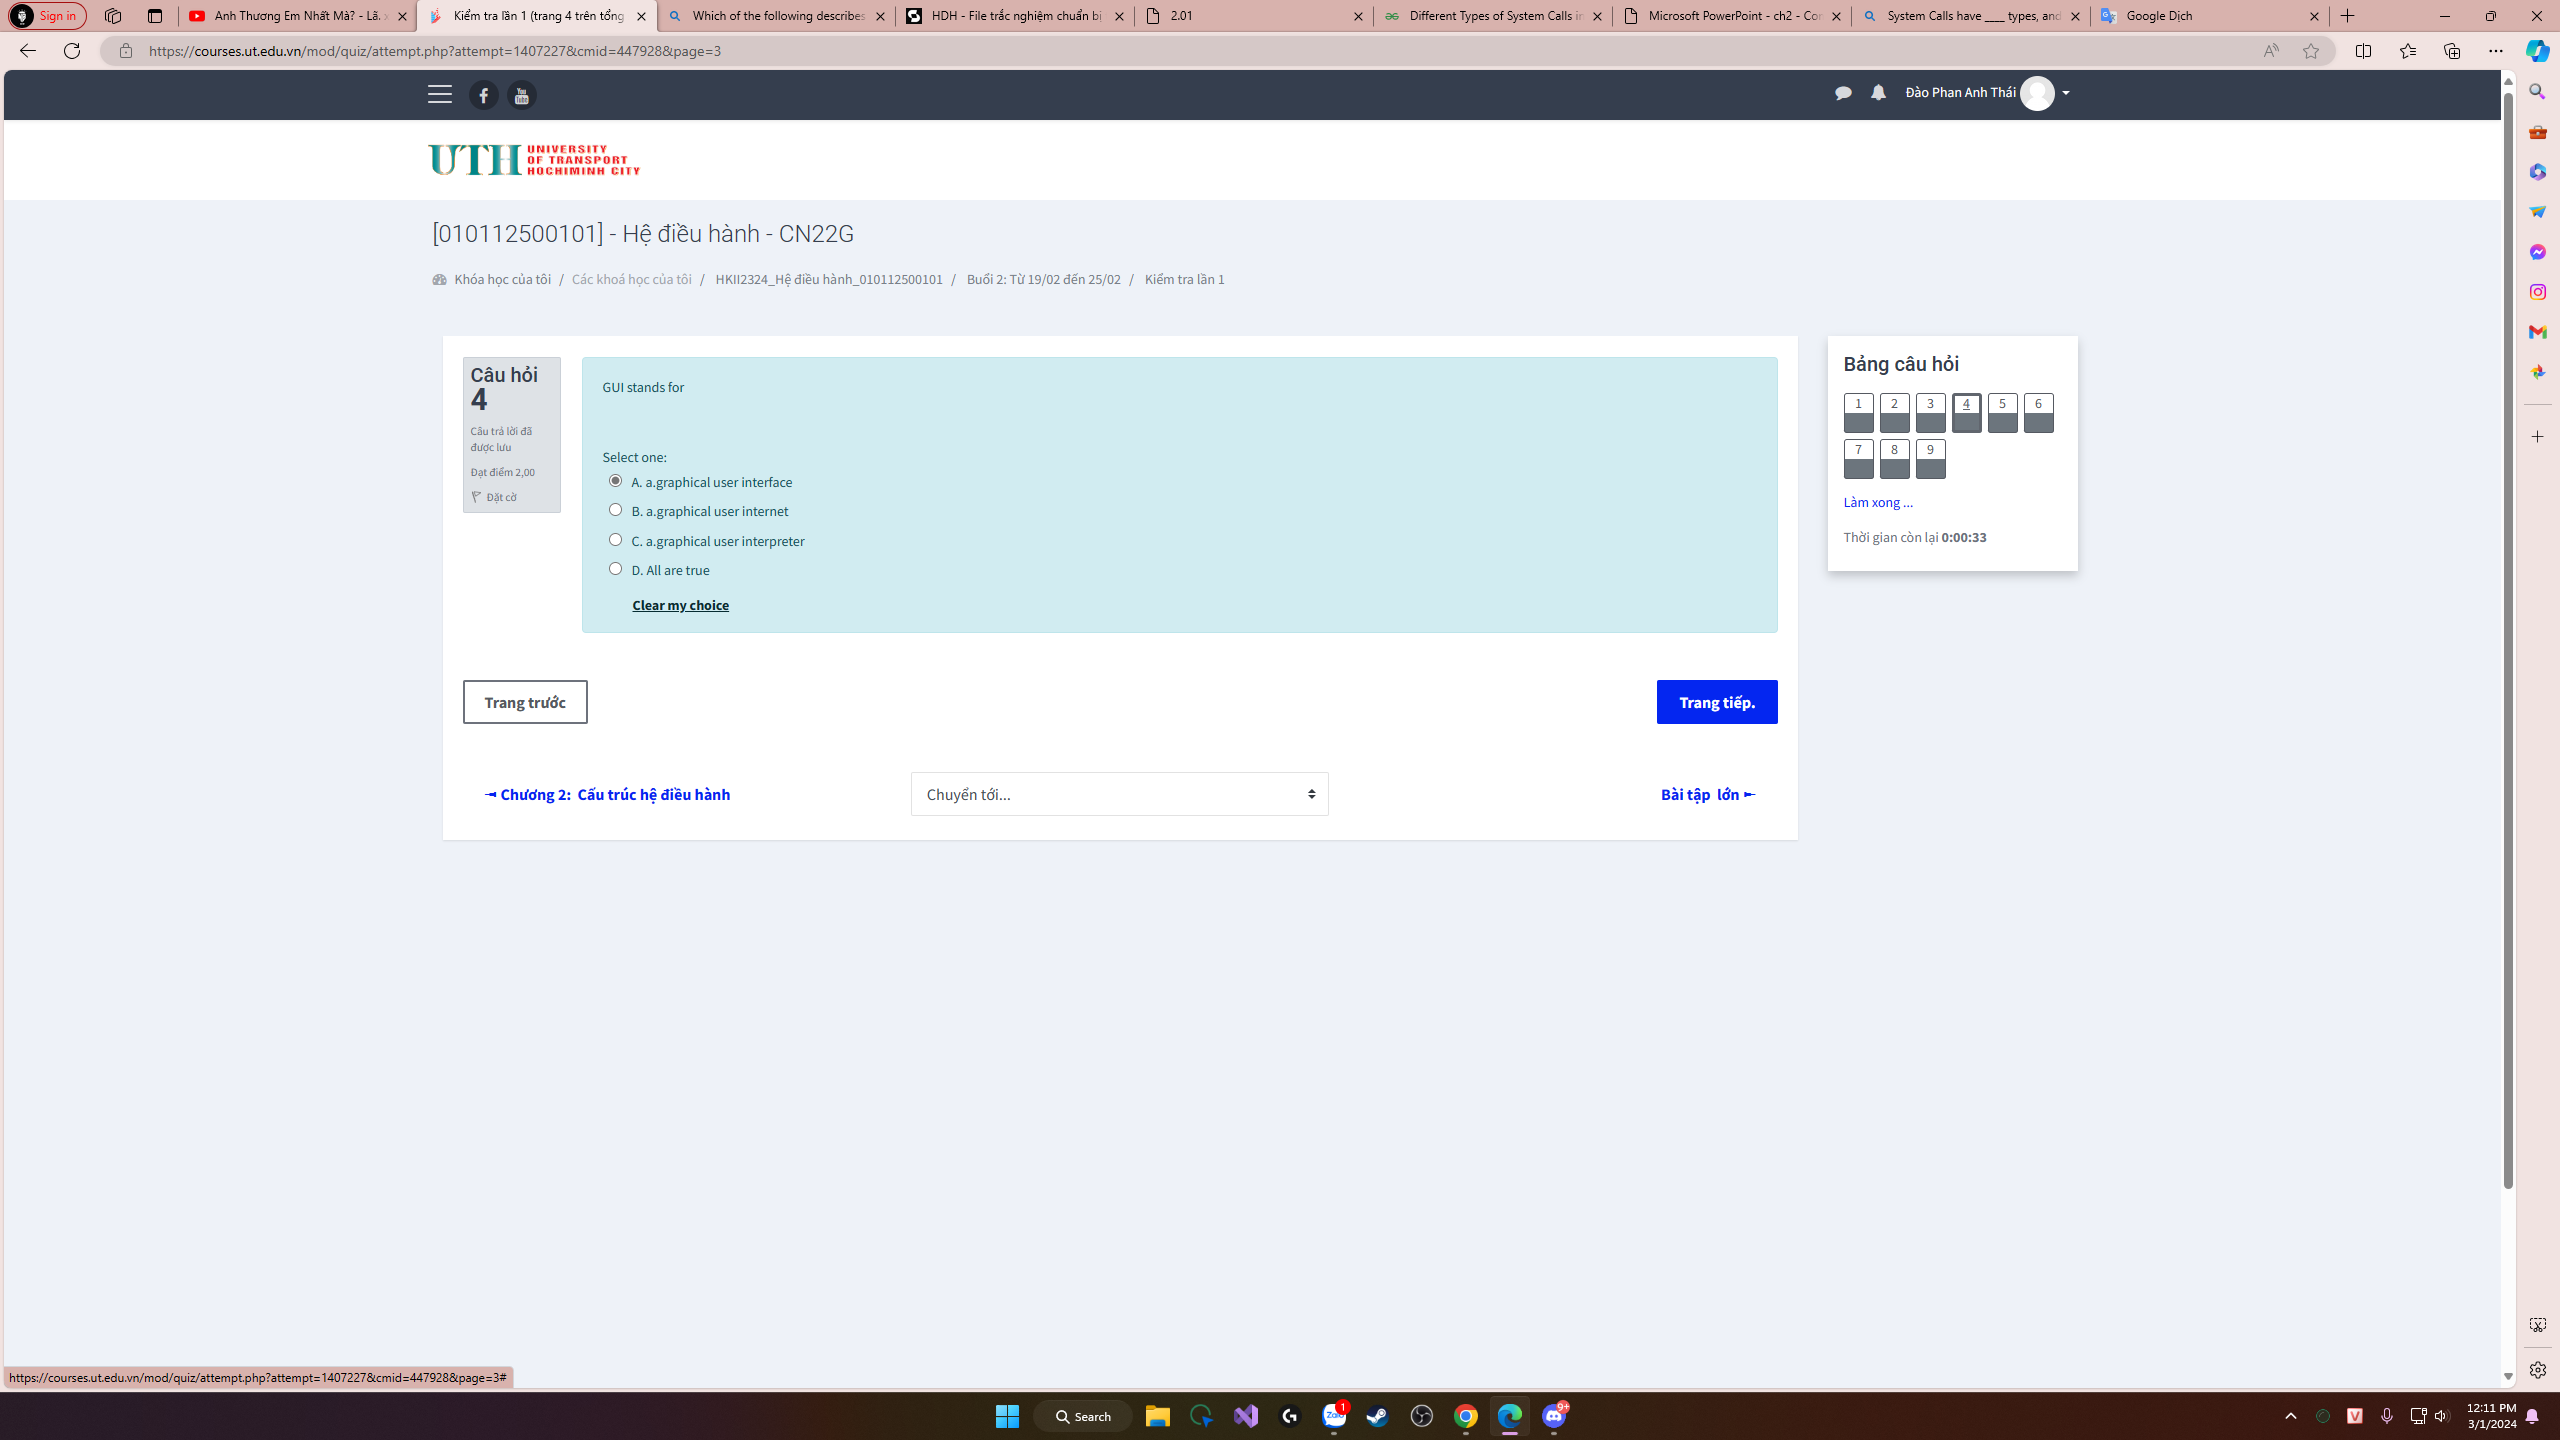 Sign in
Anh Thương Em Nhất Mà? - Lã. x
Kiểm tra lần 1 (trang 4 trên tổng
Which of the following describes
HDH - File trắc nghiệm chuẩn bị
2.01
Different Types of System Calls in
Microsoft PowerPoint - ch2 - Co
System Calls have ____ types, and
Google Dịch
https://courses.ut.edu.vn/mod/quiz/attempt.php?attempt=1407227&cmid=447928&page=3
You Tube
Đào Phan Anh Thái
UTH UNIVERSITY
OF TRANSPORT
HOCHIMINH CITY
[010112500101] - Hệ điều hành - CN22G
Khóa học của tôi / Các khoá học của tôi / HKII2324_Hệ điều hành_010112500101 / Buổi 2: Từ 19/02 đến 25/02 / Kiểm tra lần 1
Câu hỏi
4
Câu trả lời đã
được lưu
Đạt điểm 2,00
Đặt cờ
GUI stands for
Select one:
A. a.graphical user interface
B. a.graphical user internet
C. a.graphical user interpreter
D. All are true
Clear my choice
Bảng câu hỏi
1 2 3 4 5 6
7 8 9
Làm xong ...
Thời gian còn lại 0:00:33
Trang trước
Trang tiếp.
◄ Chương 2: Cấu trúc hệ điều hành
Chuyển tới...
Bài tập lớn ►
https://courses.ut.edu.vn/mod/quiz/attempt.php?attempt=1407227&cmid=447928&page=3#
Search
Zalo
1
9+
V
12:11 PM
3/1/2024